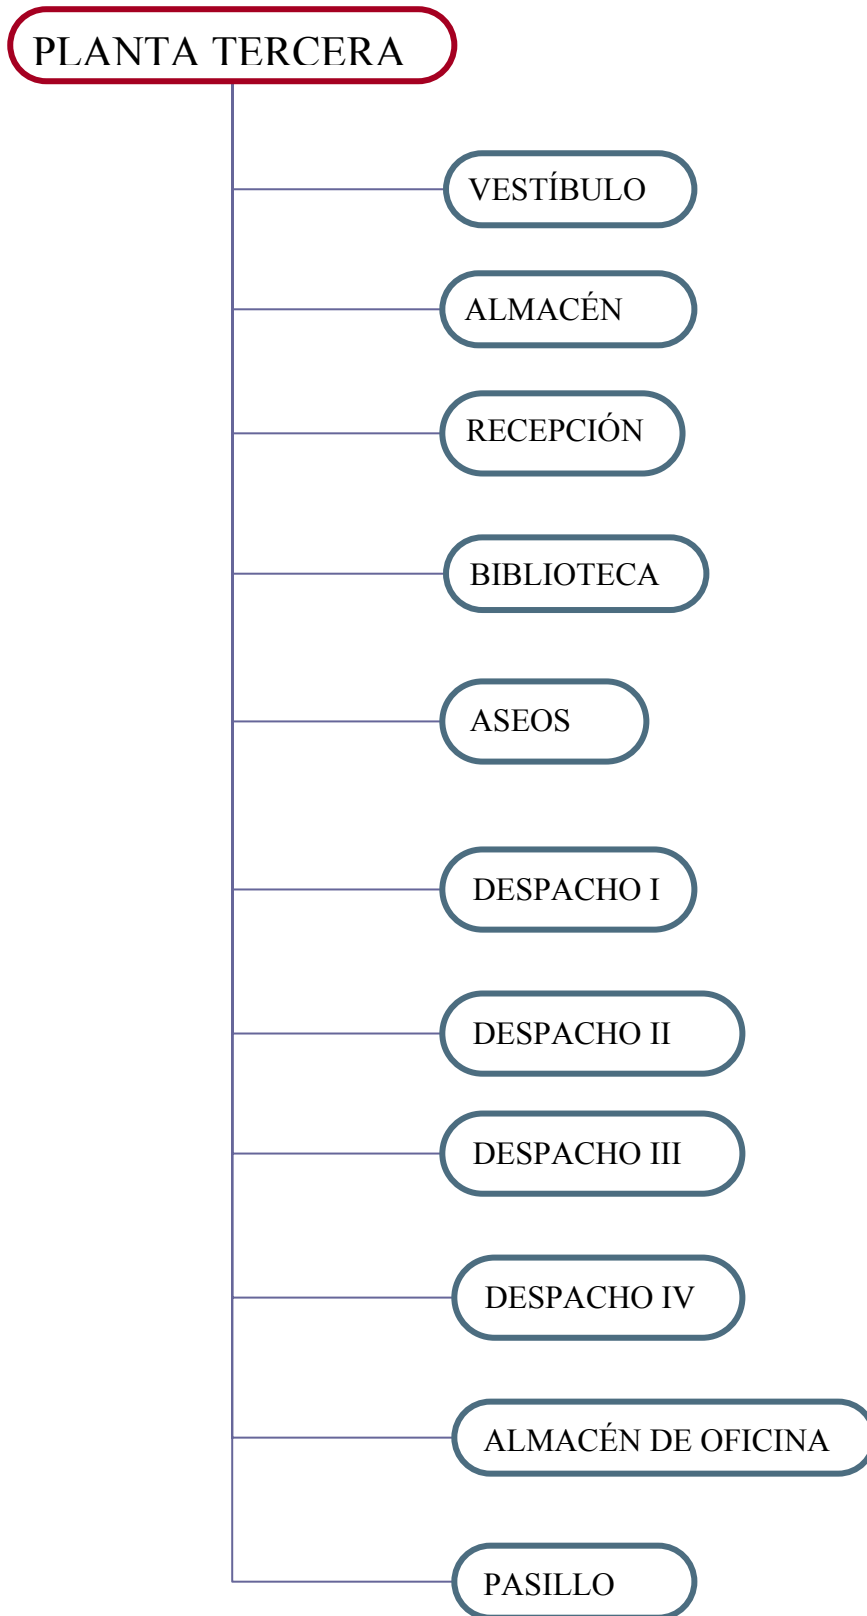 PLANTA TERCERA
VESTÍBULO
ALMACÉN
RECEPCIÓN
BIBLIOTECA
ASEOS
DESPACHO I
DESPACHO II
DESPACHO III
DESPACHO IV
ALMACÉN DE OFICINA
PASILLO